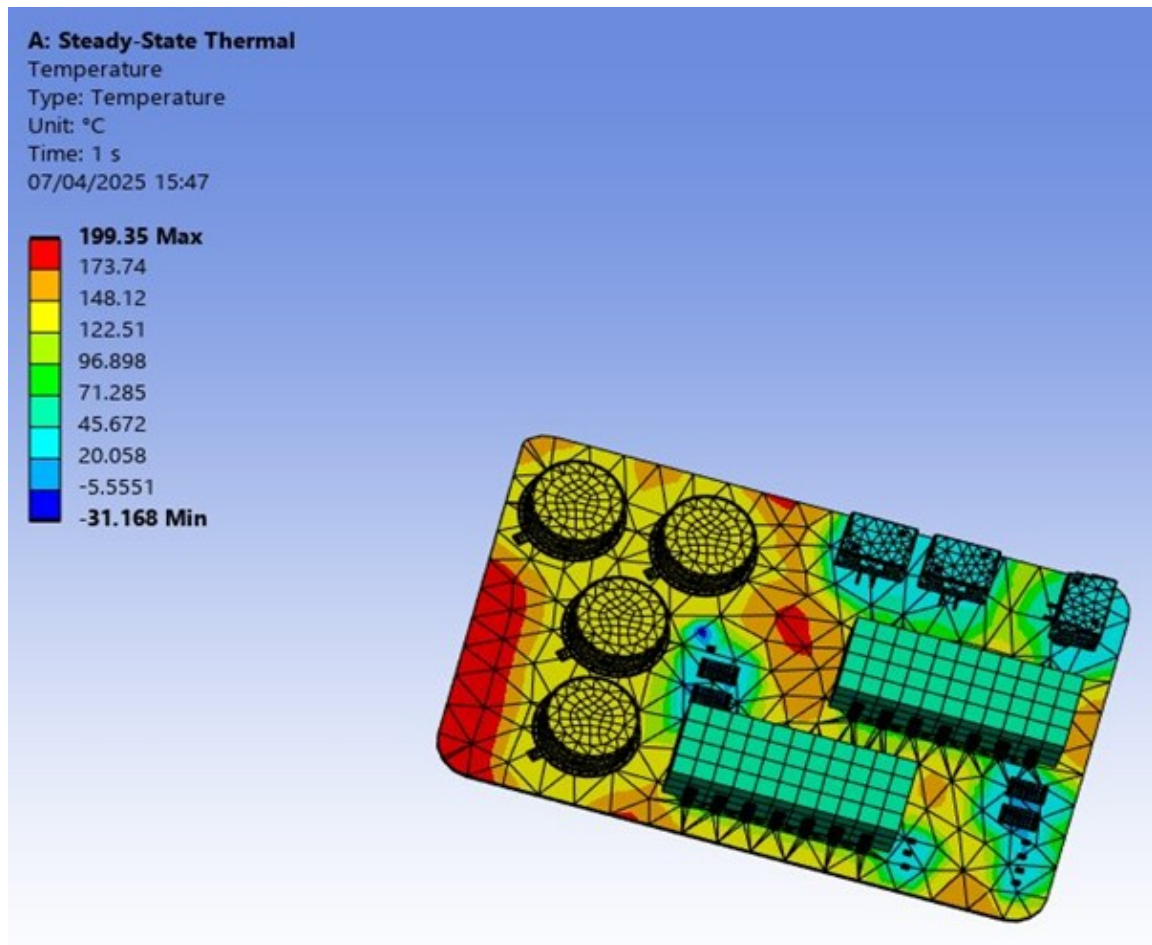 A: Steady-State Thermal
Temperature
Type: Temperature
Unit: °C
Time: 1 s
07/04/2025 15:47
199.35 Max
173.74
148.12
122.51
96.898
71.285
45.672
20.058
-5.5551
-31.168 Min